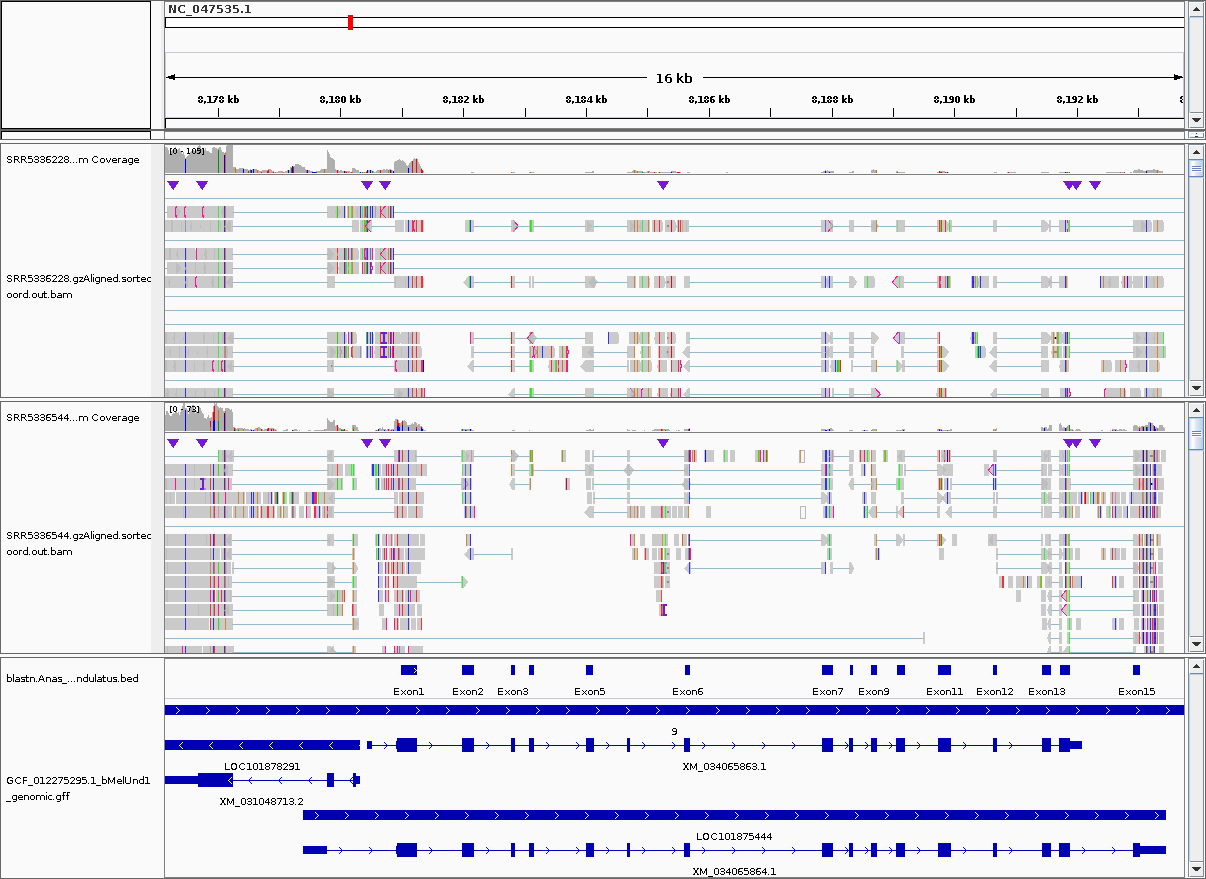 NC_047535.1
16 kb
8,178 kb 8,180 kb 8,182 kb 8,184 kb 8,186 kb 8,188 kb 8,190 kb 8,192 kb 8
SRR5336228...m Coverage
[0 - 109]
SRR5336228.gzAligned.sortec
oord.out.bam
SRR5336544...m Coverage
[0 - 73]
SRR5336544.gzAligned.sortec
oord.out.bam
blastn.Anas_...ndulatus.bed
Exon1 Exon2 Exon3 Exon5 Exon6 Exon7 Exon9 Exon11 Exon12 Exon13 Exon15
9
LOC101878291
XM_034065863.1
GCF_012275295.1_bMelUnd1
_genomic.gff
XM_031048713.2
LOC101875444
XM_034065864.1